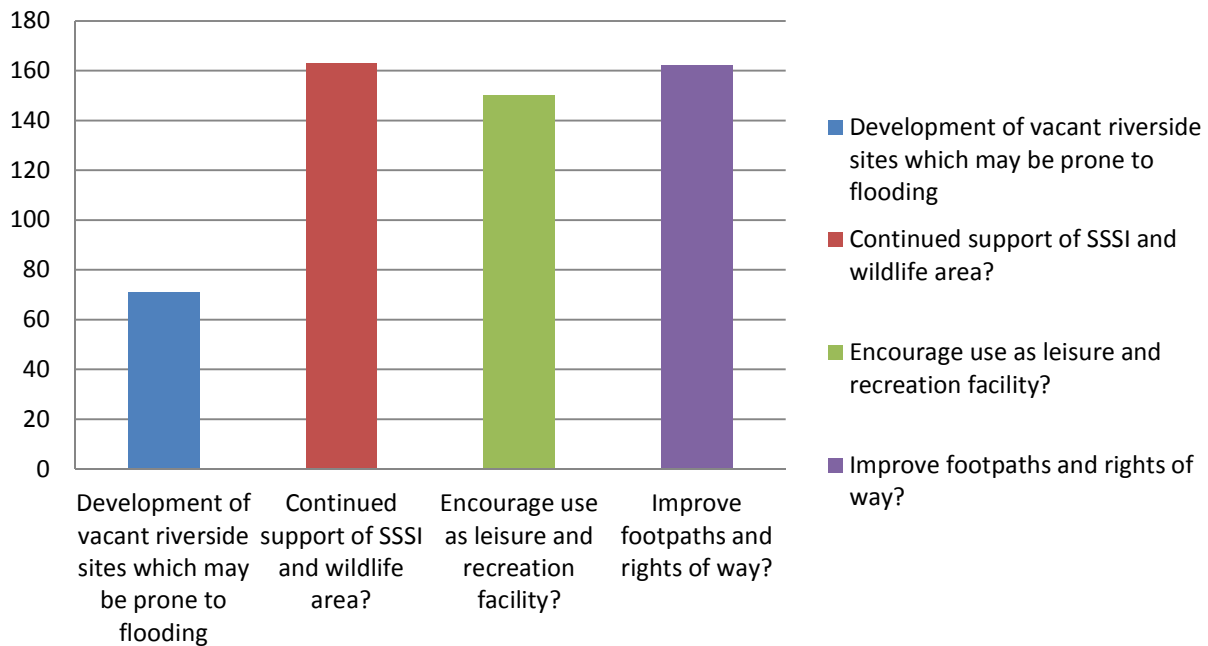 180
160
140
120
100
80
60
40
20
0
Development of
vacant riverside
sites which may
be prone to
flooding
Continued
support of SSSI
and wildlife
area?
Encourage use
as leisure and
recreation
facility?
Improve
footpaths and
rights of way?
Development of vacant riverside
sites which may be prone to
flooding
Continued support of SSSI and
wildlife area?
Encourage use as leisure and
recreation facility?
Improve footpaths and rights of
way?